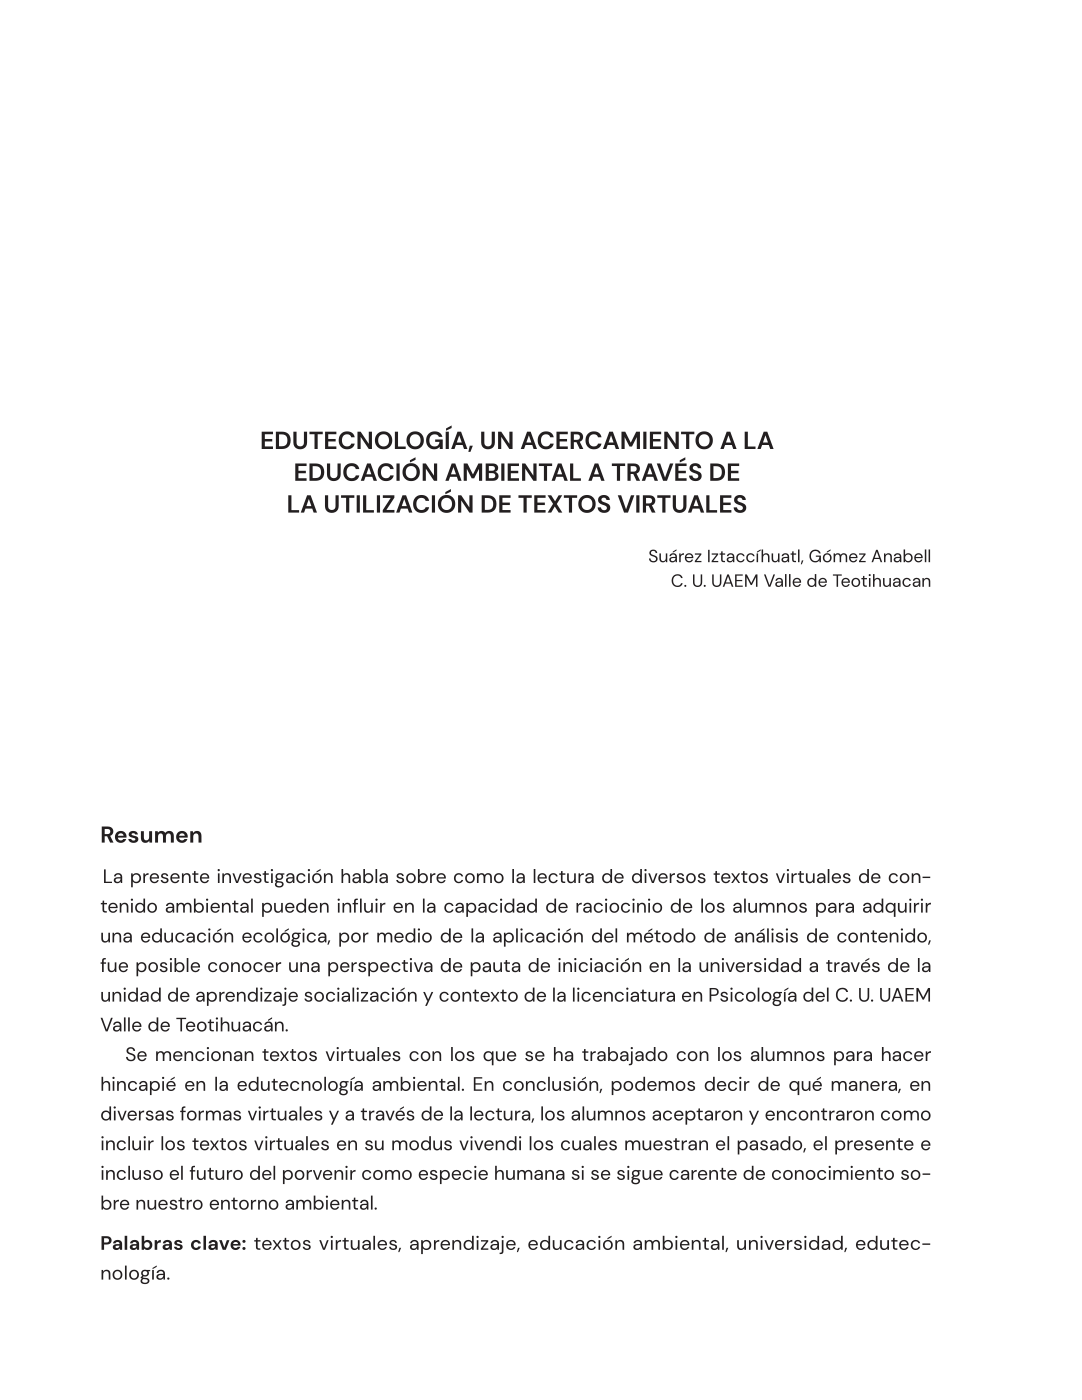 EDUTECNOLOGÍA, UN ACERCAMIENTO A LA
EDUCACIÓN AMBIENTAL A TRAVÉS DE
LA UTILIZACIÓN DE TEXTOS VIRTUALES
Suárez Iztaccíhuatl, Gómez Anabell
C. U. UAEM Valle de Teotihuacan
Resumen
La presente investigación habla sobre como la lectura de diversos textos virtuales de con-
tenido ambiental pueden influir en la capacidad de raciocinio de los alumnos para adquirir
una educación ecológica, por medio de la aplicación del método de análisis de contenido,
fue posible conocer una perspectiva de pauta de iniciación en la universidad a través de la
unidad de aprendizaje socialización y contexto de la licenciatura en Psicología del C. U. UAEM
Valle de Teotihuacán.
Se mencionan textos virtuales con los que se ha trabajado con los alumnos para hacer
hincapié en la edutecnología ambiental. En conclusión, podemos decir de qué manera, en
diversas formas virtuales y a través de la lectura, los alumnos aceptaron y encontraron como
incluir los textos virtuales en su modus vivendi los cuales muestran el pasado, el presente e
incluso el futuro del porvenir como especie humana si se sigue carente de conocimiento so-
bre nuestro entorno ambiental.
Palabras clave: textos virtuales, aprendizaje, educación ambiental, universidad, edutec-
nología.